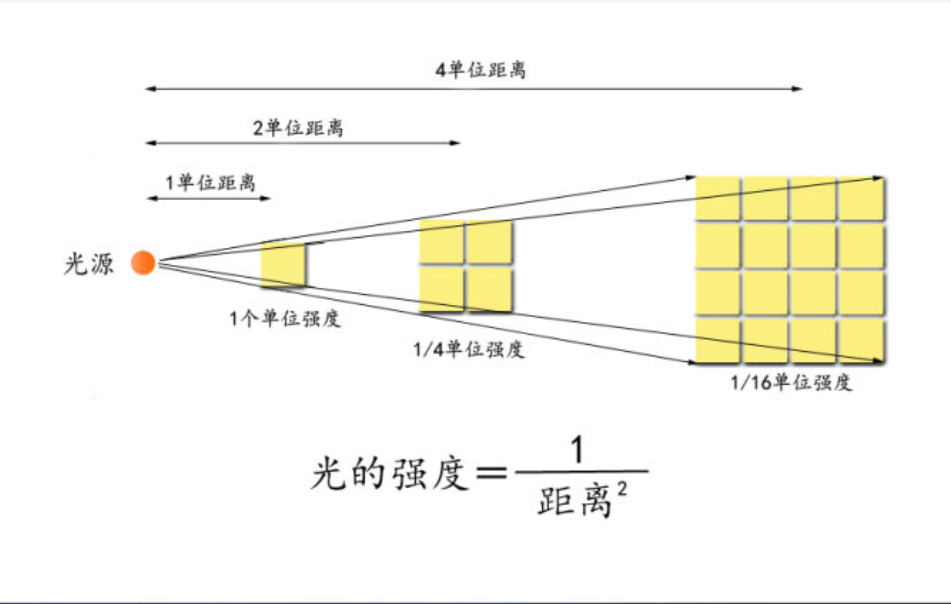 4单位距离
2单位距离
1单位距离
光源
1个单位强度
1/4单位强度
1/16单位强度
光的强度=1/距离²